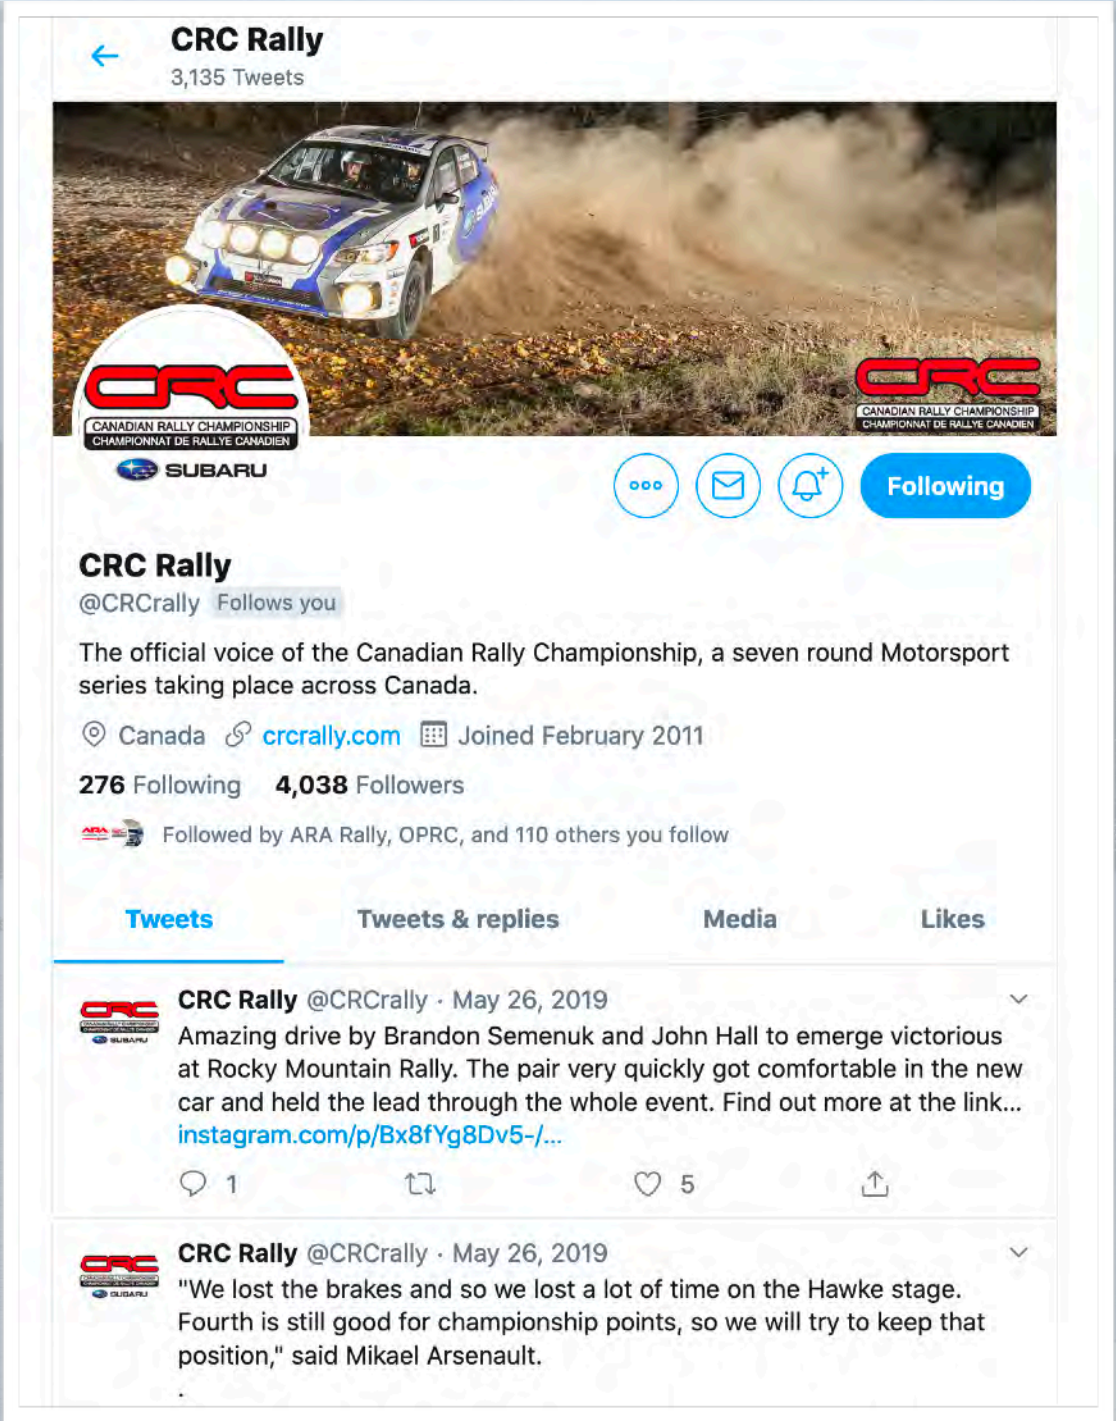 CRC Rally
3,135 Tweets
SUBARU
CRC
CANADIAN RALLY CHAMPIONSHIP
CHAMPIONNAT DE RALLYE CANADIEN
SUBARU
CRC
CANADIAN RALLY CHAMPIONSHIP
CHAMPIONNAT DE RALLYE CANADIEN
Following
CRC Rally
@CRCrally Follows you
The official voice of the Canadian Rally Championship, a seven round Motorsport
series taking place across Canada.
Canada crcrally.com Joined February 2011
276 Following 4,038 Followers
ARA
Followed by ARA Rally, OPRC, and 110 others you follow
Tweets Tweets & replies Media Likes
CRC
SUBARU
CRC Rally @CRCrally · May 26, 2019
Amazing drive by Brandon Semenuk and John Hall to emerge victorious
at Rocky Mountain Rally. The pair very quickly got comfortable in the new
car and held the lead through the whole event. Find out more at the link...
instagram.com/p/Bx8fYg8Dv5-/...
1 5
CRC
SUBARU
CRC Rally @CRCrally · May 26, 2019
"We lost the brakes and so we lost a lot of time on the Hawke stage.
Fourth is still good for championship points, so we will try to keep that
position," said Mikael Arsenault.
.